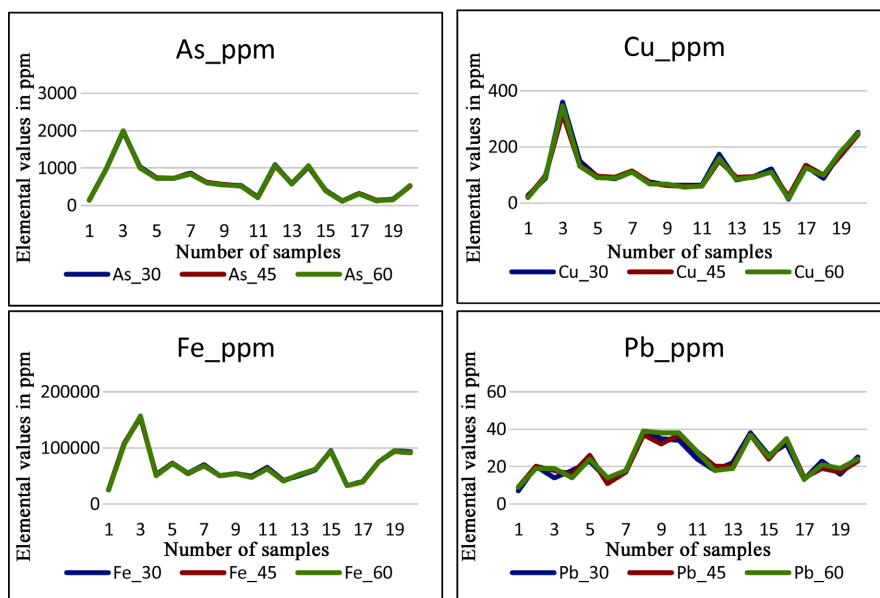 As_ppm
Elemental values in ppm
3000
2000
1000
0
1 3 5 7 9 11 13 15 17 19
Number of samples
As_30 As_45 As_60
Cu_ppm
Elemental values in ppm
400
200
0
1 3 5 7 9 11 13 15 17 19
Number of samples
Cu_30 Cu_45 Cu_60
Fe_ppm
Elemental values in ppm
200000
100000
0
1 3 5 7 9 11 13 15 17 19
Number of samples
Fe_30 Fe_45 Fe_60
Pb_ppm
Elemental values in ppm
60
40
20
0
1 3 5 7 9 11 13 15 17 19
Number of samples
Pb_30 Pb_45 Pb_60